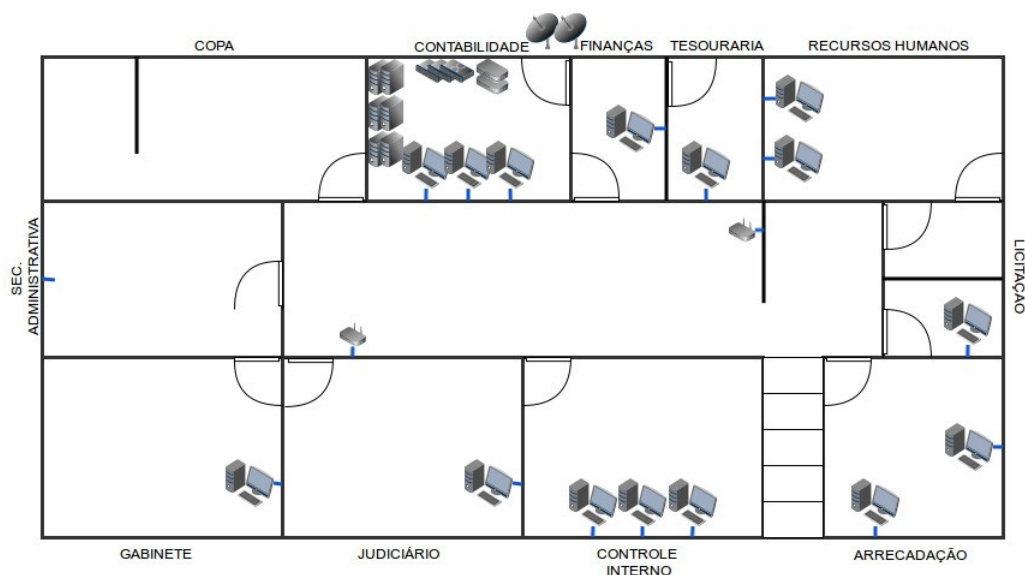 COPA
CONTABILIDADE
FINANÇAS
TESOURARIA
RECURSOS HUMANOS
SEC.
ADMINISTRATIVA
LICITAÇÃO
GABINETE
JUDICIÁRIO
CONTROLE
INTERNO
ARRECADAÇÃO